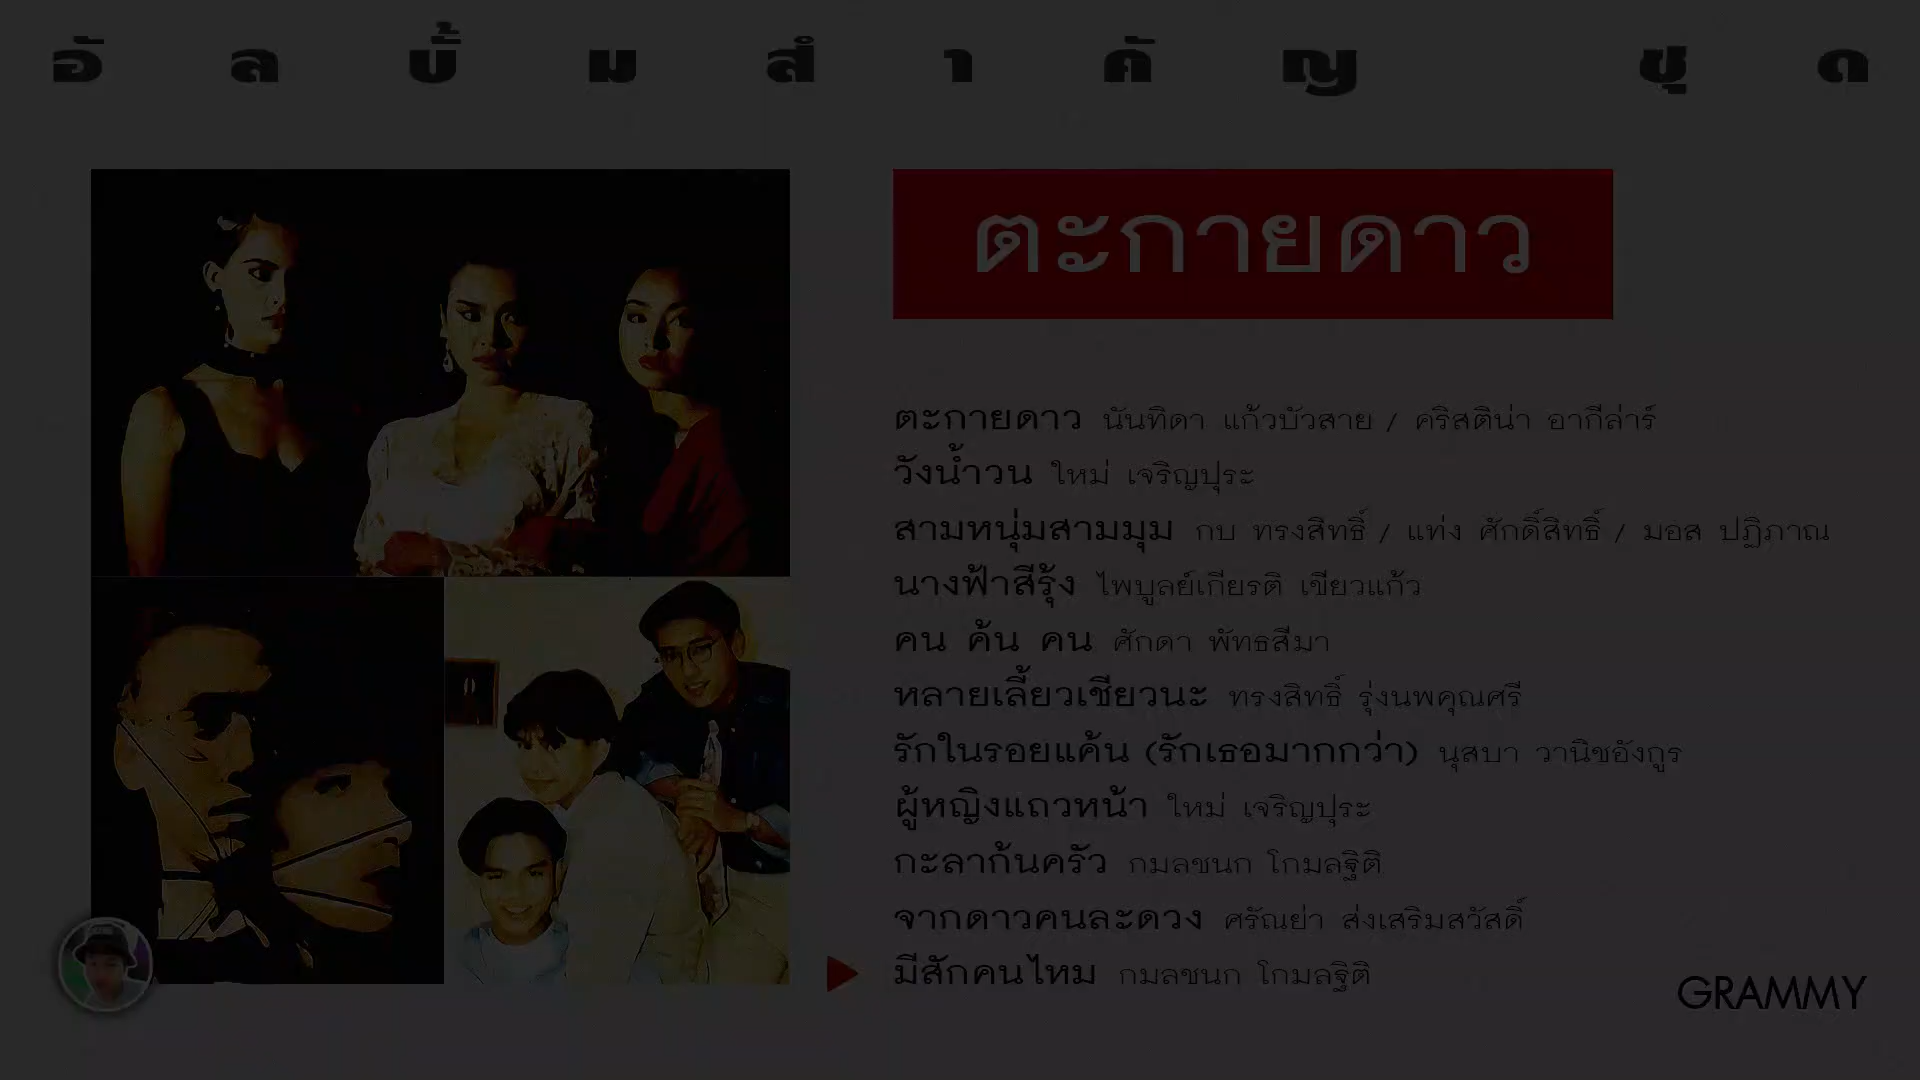 อัลบั้มสำคัญ ชุด
ตะกายดาว
ตะกายดาว นันทิดา แก้วบัวสาย / คริสติน่า อากีล่าร์
วังน้ำวน ใหม่ เจริญปุระ
สามหนุ่มสามมุม กบ ทรงสิทธิ์ / แท่ง ศักดิ์สิทธิ์ / มอส ปฏิภาณ
นางฟ้าสีรุ้ง ไพบูลย์เกียรติ เขียวแก้ว
คน ค้น คน ศักดา พัทธสีมา
หลายเลี้ยวเชียวนะ ทรงสิทธิ์ รุ่งนพคุณศรี
รักในรอยแค้น (รักเธอมากกว่า) นุสบา วานิชอังกูร
ผู้หญิงแถวหน้า ใหม่ เจริญปุระ
กะลาก้นครัว กมลชนก โกมลฐิติ
จากดาวคนละดวง ศรัณย่า ส่งเสริมสวัสดิ์
มีสักคนไหม กมลชนก โกมลฐิติ
GRAMMY